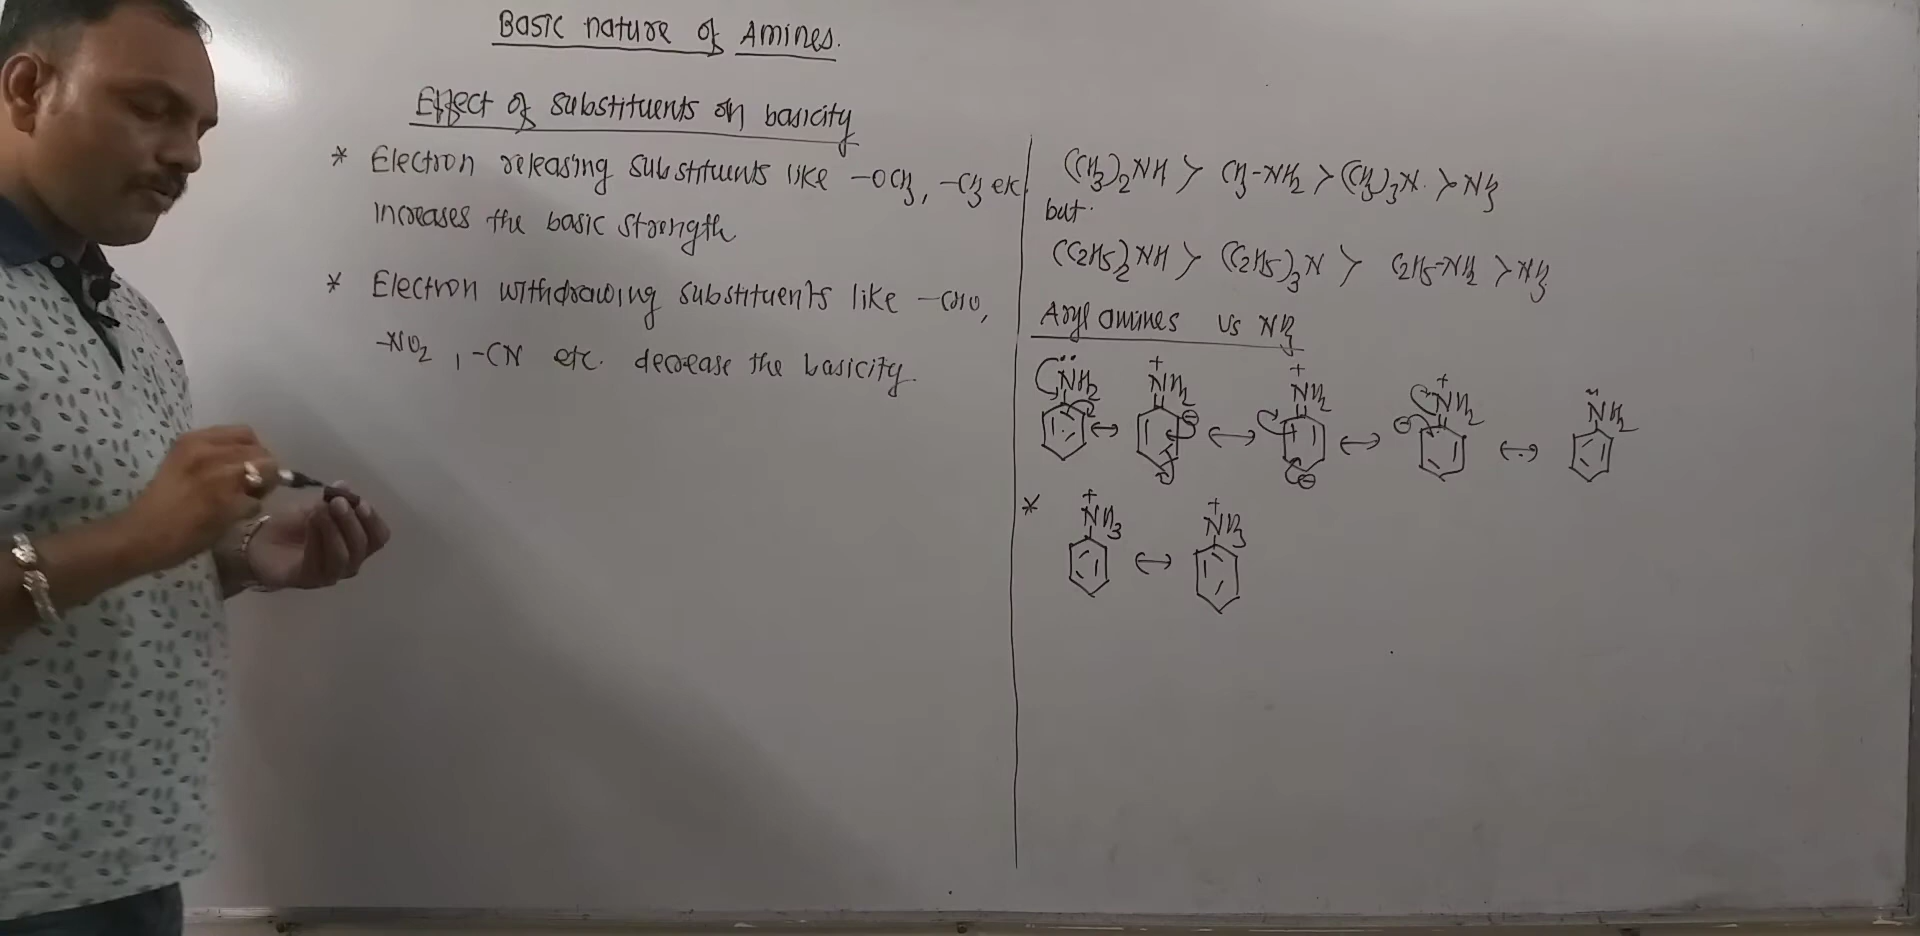 Basic nature of Amines.
Effect of substituents on basicity
* Electron releasing substituents like -OCH3, -CH3 etc.
increases the basic strength
* Electron withdrawing substituents like -CHO,
-NO2, -CN etc. decrease the basicity.
(CH3)2NH > CH3-NH2 > (CH3)3N. > NH3
but.
(C2H5)2NH > (C2H5)3N > C2H5-NH2 > NH3
Aryl amines vs NH3
NH2 ↔ +NH2 ⊖ ↔ +NH2 ⊖ ↔ +NH2 ⊖ ↔ NH2
* +NH3 ↔ +NH3